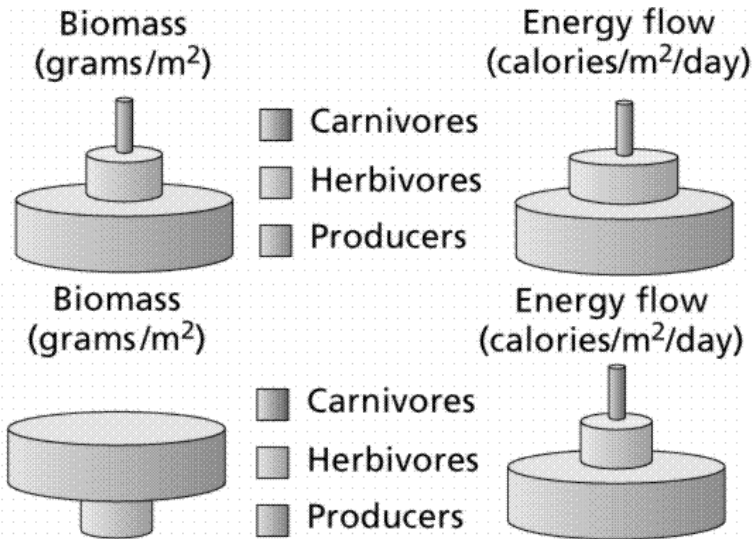 Biomass
(grams/m²)
Energy flow
(calories/m²/day)
Carnivores
Herbivores
Producers
Biomass
(grams/m²)
Energy flow
(calories/m²/day)
Carnivores
Herbivores
Producers